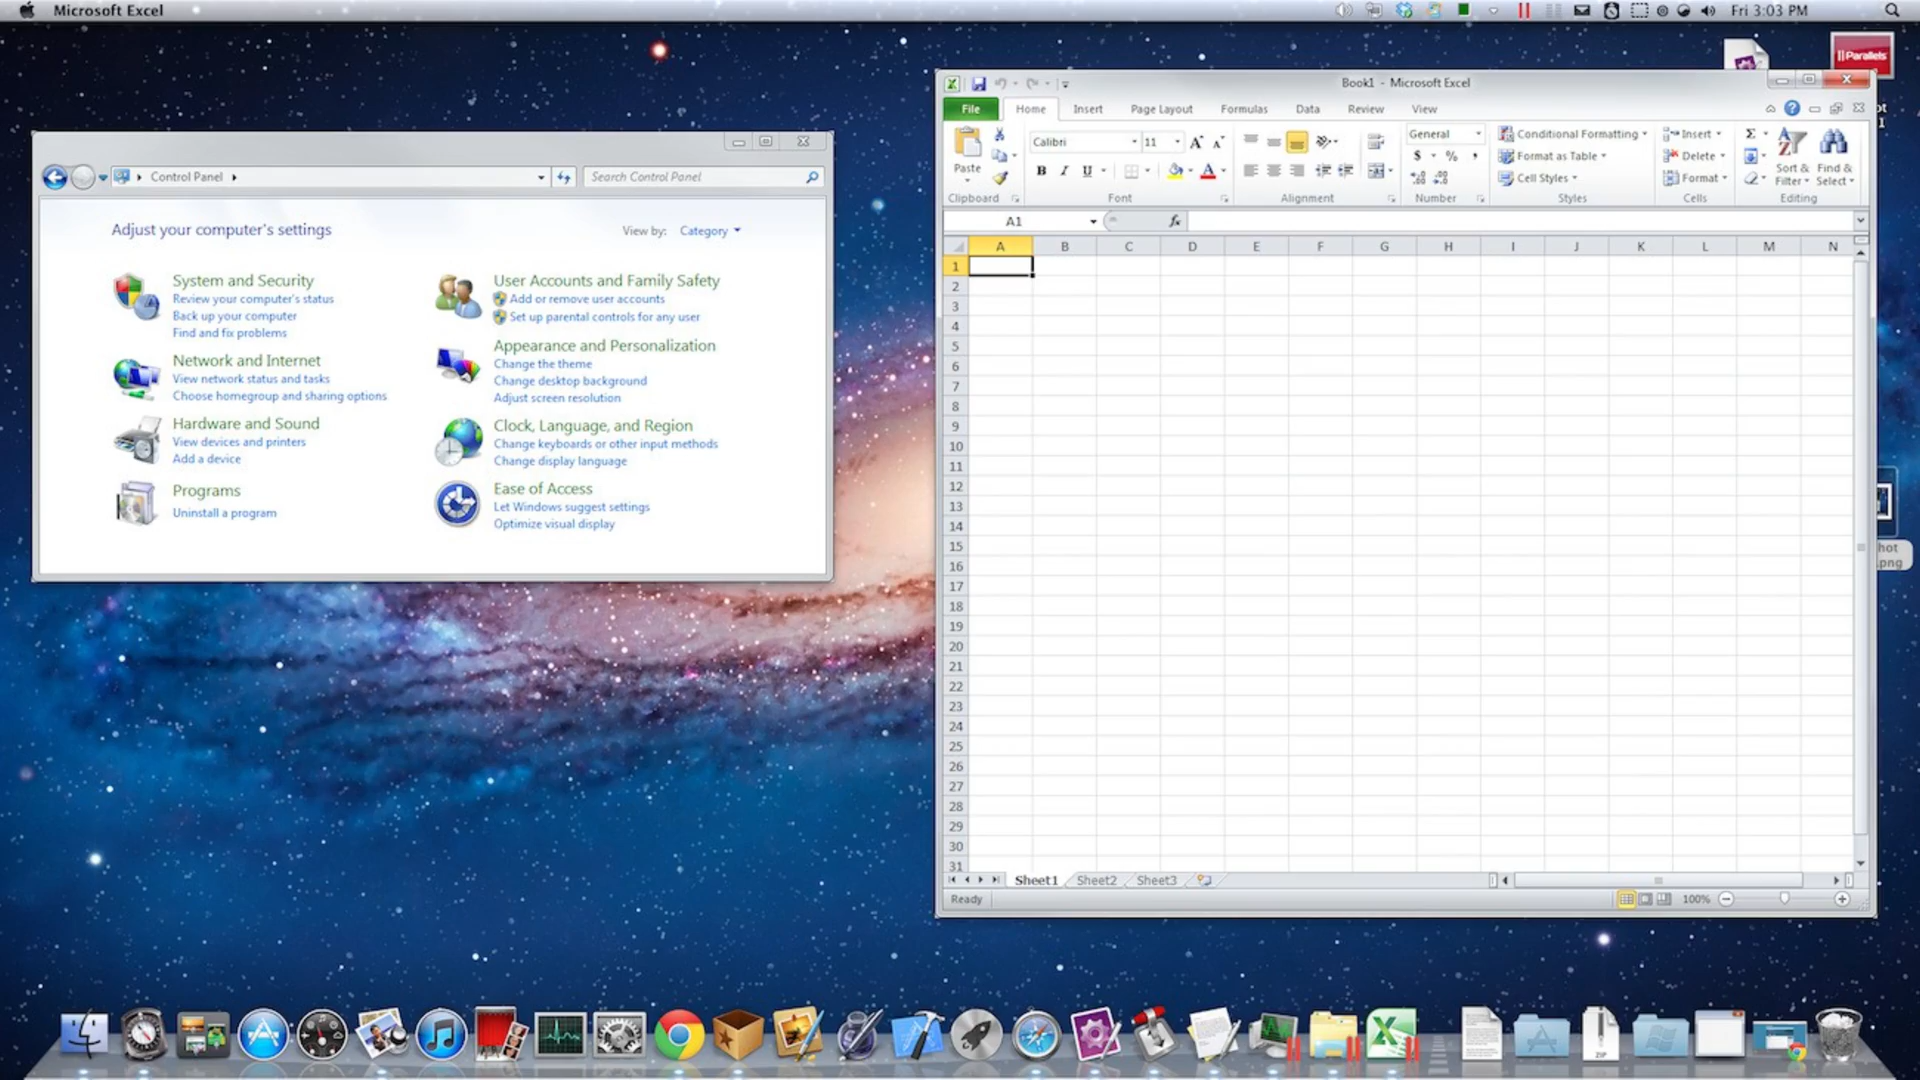 Microsoft Excel
Fri 3:03 PM
Parallels
Control Panel
Search Control Panel
Adjust your computer's settings
View by: Category
System and Security
Review your computer's status
Back up your computer
Find and fix problems
Network and Internet
View network status and tasks
Choose homegroup and sharing options
Hardware and Sound
View devices and printers
Add a device
Programs
Uninstall a program
User Accounts and Family Safety
Add or remove user accounts
Set up parental controls for any user
Appearance and Personalization
Change the theme
Change desktop background
Adjust screen resolution
Clock, Language, and Region
Change keyboards or other input methods
Change display language
Ease of Access
Let Windows suggest settings
Optimize visual display
Book1 - Microsoft Excel
File Home Insert Page Layout Formulas Data Review View
Calibri 11 General Conditional Formatting Insert
Paste Format as Table Delete Sort & Filter Find & Select
B I U A $ % , Cell Styles Format
Clipboard Font Alignment Number Styles Cells Editing
A1 fx
A B C D E F G H I J K L M N
1
2
3
4
5
6
7
8
9
10
11
12
13
14
15
16
17
18
19
20
21
22
23
24
25
26
27
28
29
30
31
Sheet1 Sheet2 Sheet3
Ready 100%
hot
.png
ZIP